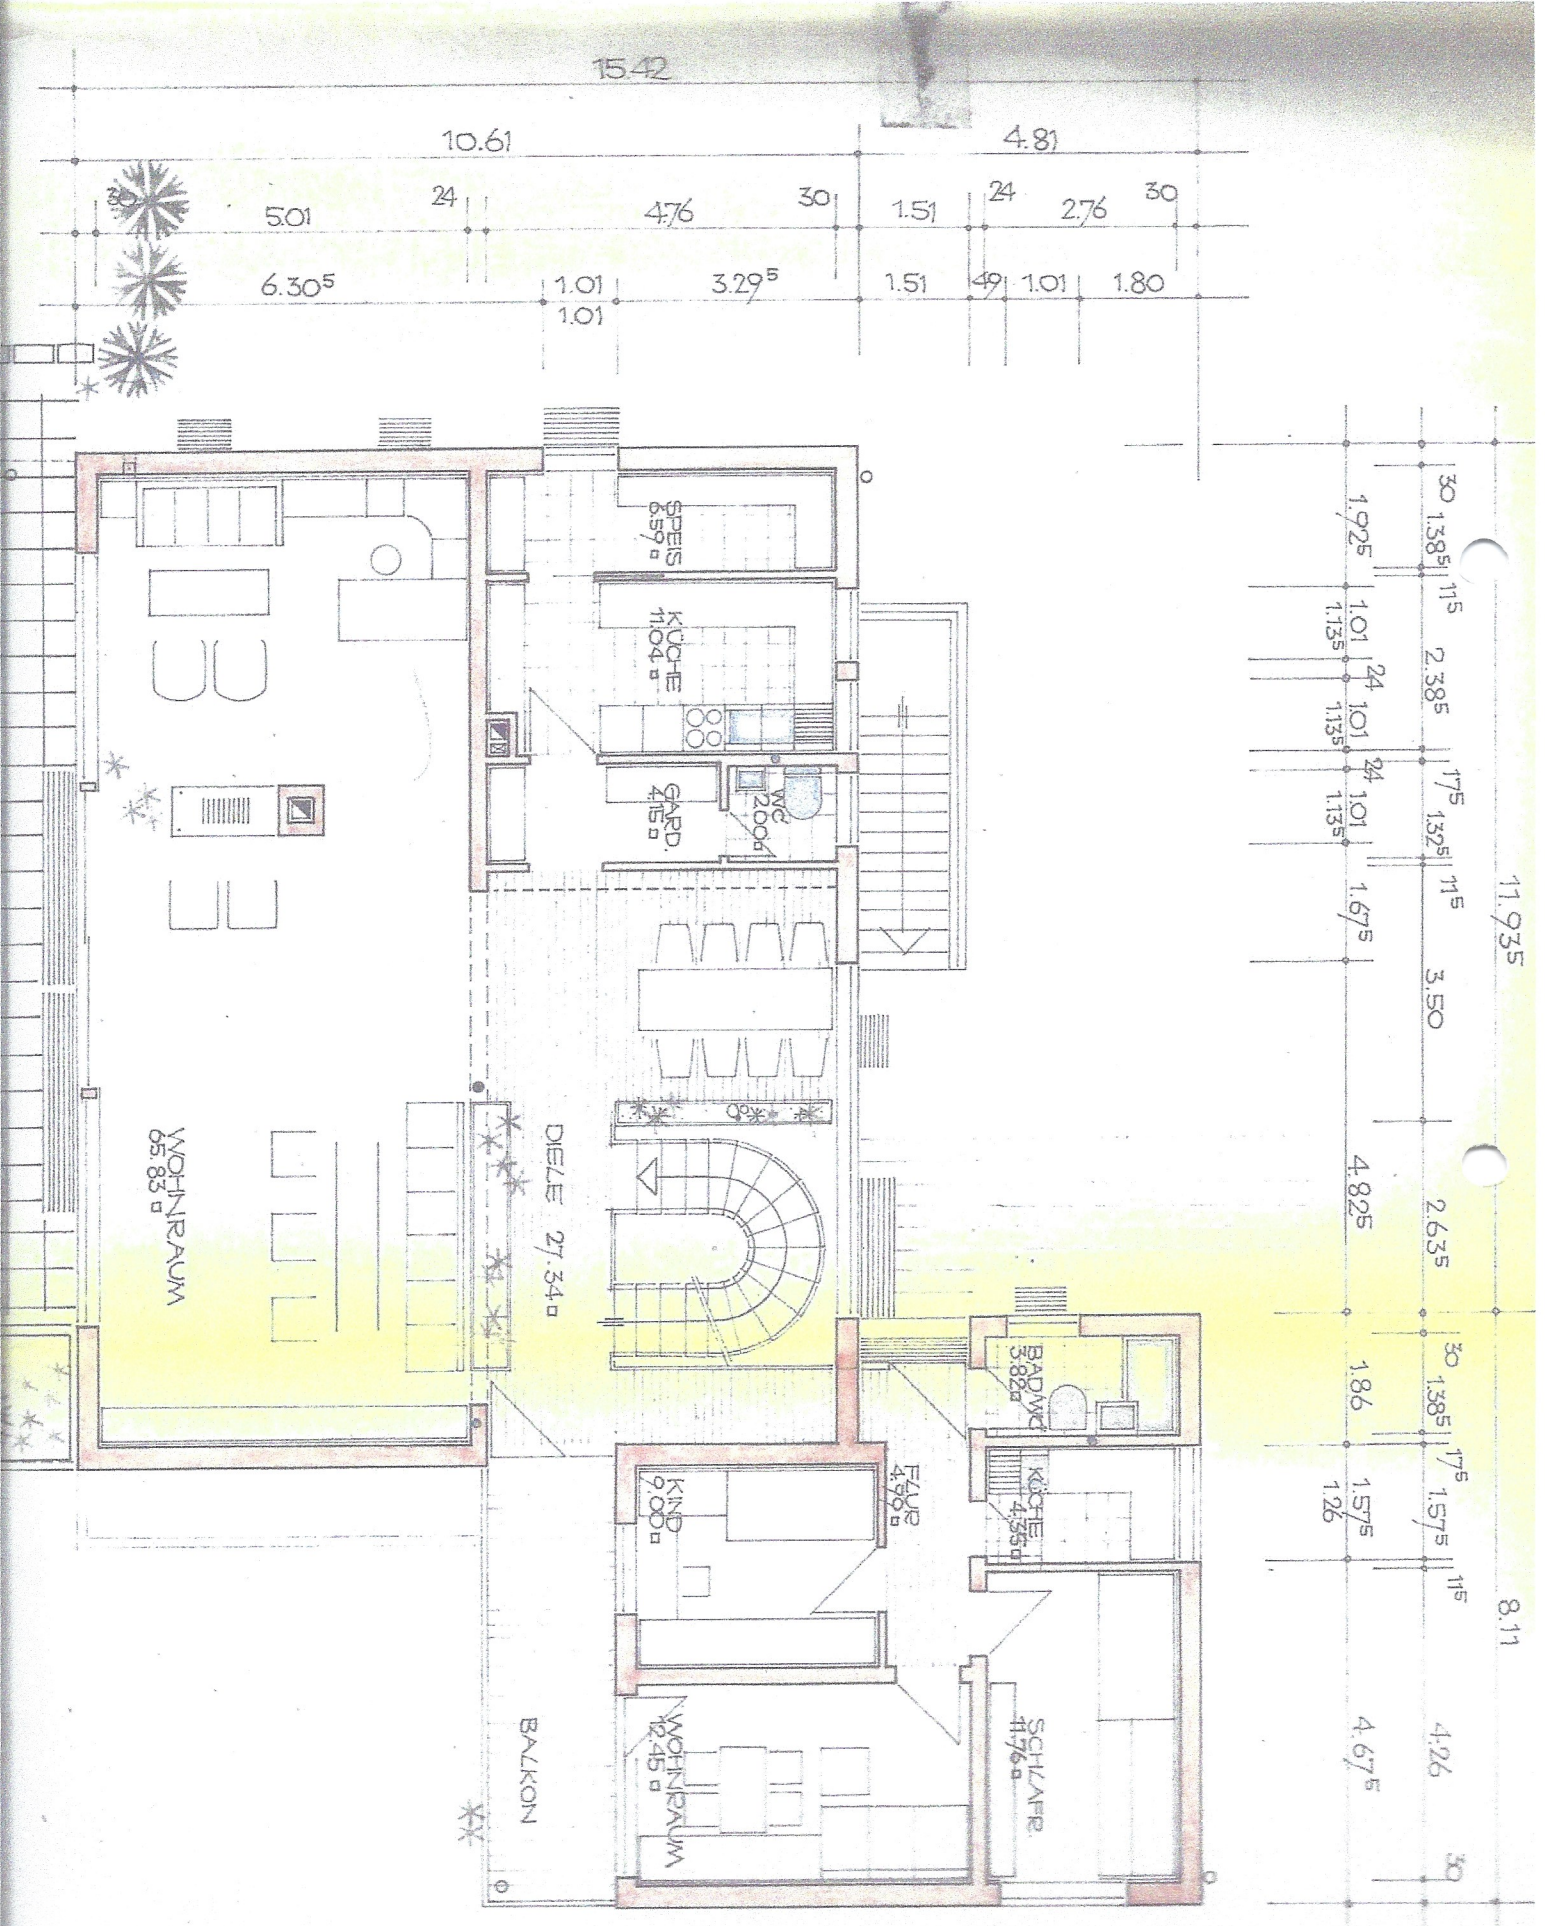 15.42
10.61 4.81
30 5.01 24 4.76 30 1.51 24 2.76 30
6.30⁵ 1.01 3.29⁵ 1.51 49 1.01 1.80
1.01
30 1.38⁵ 11⁵ 2.38⁵ 17⁵ 1.32⁵ 11⁵ 3.50 2.63⁵ 30 1.38⁵ 17⁵ 1.57⁵ 11⁵ 4.26 30
1.92⁵ 1.01 24 1.01 24 1.01 1.67⁵ 4.82⁵ 1.86 1.57⁵ 4.67⁵
1.13⁵ 1.13⁵ 1.13⁵ 1.26
11.93⁵ 8.11
SPEIS
6.59
KÜCHE
11.04
GARD.
4.15
WC
2.00
DIELE 27.34
WOHNRAUM
65.83
BAD/WC
3.82
KÜCHE
4.35
FLUR
4.90
KIND
9.00
SCHLAFR.
11.76
WOHNRAUM
12.45
BALKON